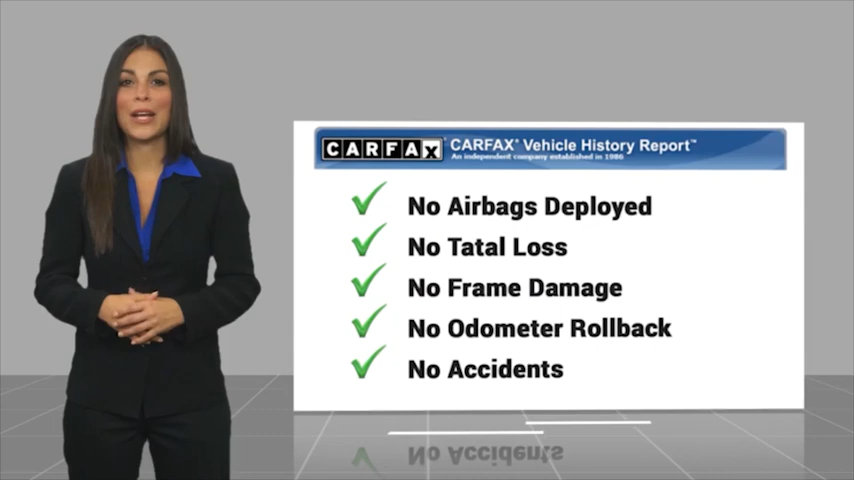 CARFAX CARFAX® Vehicle History Report™
An independent company established in 1986
No Airbags Deployed
No Tatal Loss
No Frame Damage
No Odometer Rollback
No Accidents
No Accidents